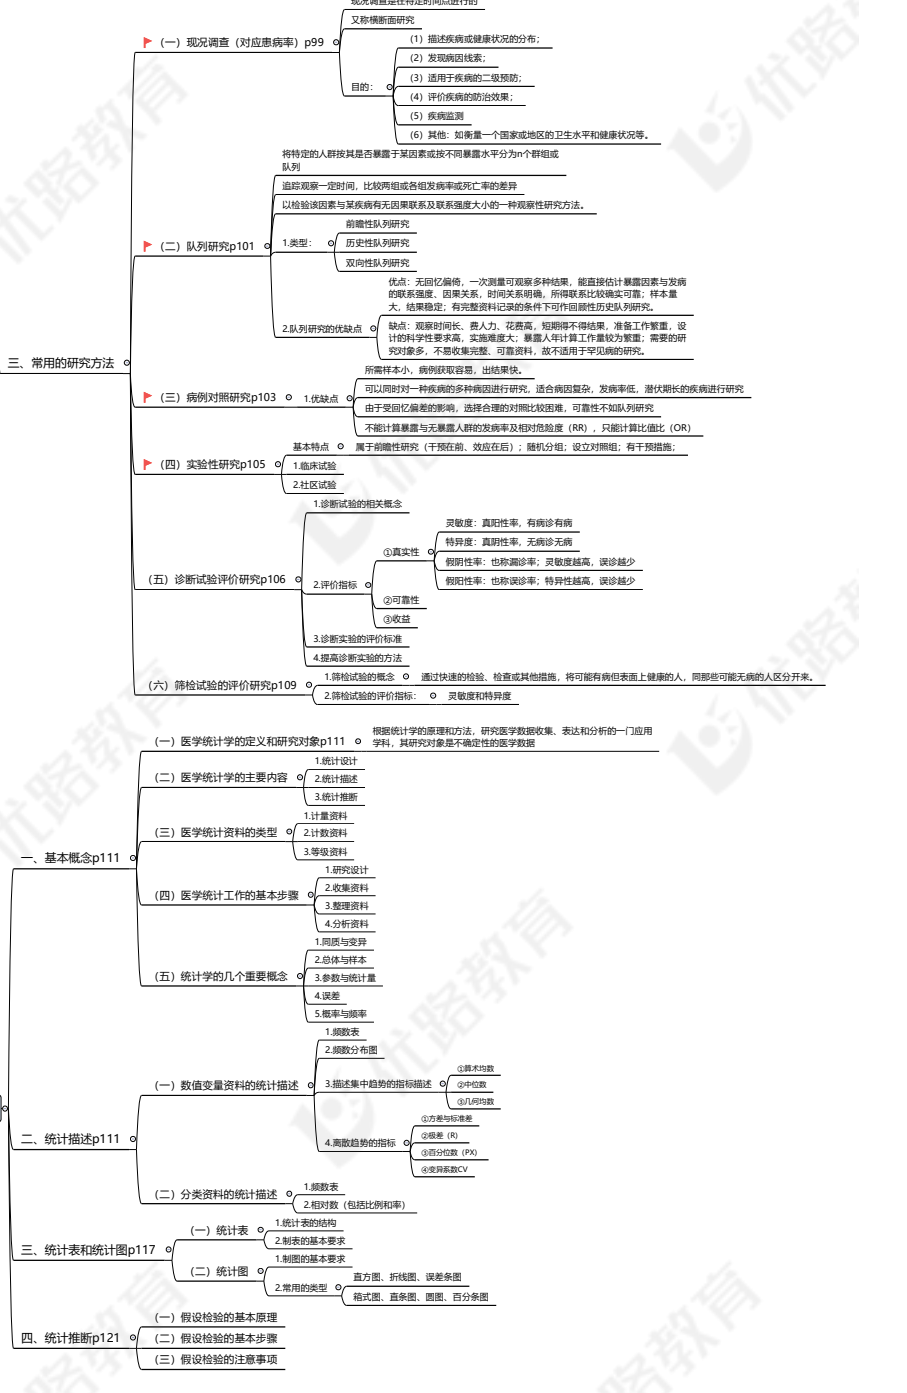 现况调查是在特定的时间点进行的
又称横断面研究
（一）现况调查（对应患病率）p99
（1）描述疾病或健康状况的分布；
（2）发现病因线索；
（3）适用于疾病的二级预防；
目的：
（4）评价疾病的防治效果；
（5）疾病监测
（6）其他：如衡量一个国家或地区的卫生水平和健康状况等。
将特定的人群按其是否暴露于某因素或按不同暴露水平分为n个群组或
队列
追踪观察一定时间，比较两组或各组发病率或死亡率的差异
以检验该因素与某疾病有无因果联系及联系强度大小的一种观察性研究方法。
（二）队列研究p101
1.类型：
前瞻性队列研究
历史性队列研究
双向性队列研究
2.队列研究的优缺点
优点：无回忆偏倚，一次测量可观察多种结果，能直接估计暴露因素与发病
的联系强度、因果关系，时间关系明确，所得联系比较确实可靠；样本量
大，结果稳定；有完整资料记录的条件下可作回顾性历史队列研究。
缺点：观察时间长、费人力、花费高，短期得不得结果，准备工作繁重，设
计的科学性要求高，实施难度大；暴露人年计算工作量较为繁重；需要的研
究对象多，不易收集完整、可靠资料，故不适用于罕见病的研究。
三、常用的研究方法
（三）病例对照研究p103
1.优缺点
所需样本小，病例获取容易，出结果快。
可以同时对一种疾病的多种病因进行研究，适合病因复杂，发病率低，潜伏期长的疾病进行研究
由于受回忆偏差的影响，选择合理的对照比较困难，可靠性不如队列研究
不能计算暴露与无暴露人群的发病率及相对危险度（RR），只能计算比值比（OR）
（四）实验性研究p105
基本特点
属于前瞻性研究（干预在前、效应在后）；随机分组；设立对照组；有干预措施；
1.临床试验
2.社区试验
（五）诊断试验评价研究p106
1.诊断试验的相关概念
2.评价指标
①真实性
灵敏度：真阳性率，有病诊有病
特异度：真阴性率，无病诊无病
假阴性率：也称漏诊率；灵敏度越高，误诊越少
假阳性率：也称误诊率；特异性越高，误诊越少
②可靠性
③收益
3.诊断实验的评价标准
4.提高诊断实验的方法
（六）筛检试验的评价研究p109
1.筛检试验的概念
通过快速的检验、检查或其他措施，将可能有病但表面上健康的人，同那些可能无病的人区分开来。
2.筛检试验的评价指标：
灵敏度和特异度
一、基本概念p111
（一）医学统计学的定义和研究对象p111
根据统计学的原理和方法，研究医学数据收集、表达和分析的一门应用
学科，其研究对象是不确定性的医学数据
（二）医学统计学的主要内容
1.统计设计
2.统计描述
3.统计推断
（三）医学统计资料的类型
1.计量资料
2.计数资料
3.等级资料
（四）医学统计工作的基本步骤
1.研究设计
2.收集资料
3.整理资料
4.分析资料
（五）统计学的几个重要概念
1.同质与变异
2.总体与样本
3.参数与统计量
4.误差
5.概率与频率
二、统计描述p111
（一）数值变量资料的统计描述
1.频数表
2.频数分布图
3.描述集中趋势的指标描述
①算术均数
②中位数
③几何均数
4.离散趋势的指标
①方差与标准差
②极差（R）
③百分位数（PX）
④变异系数CV
（二）分类资料的统计描述
1.频数表
2.相对数（包括比例和率）
三、统计表和统计图p117
（一）统计表
1.统计表的结构
2.制表的基本要求
（二）统计图
1.制图的基本要求
2.常用的类型
直方图、折线图、误差条图
箱式图、直条图、圆图、百分条图
四、统计推断p121
（一）假设检验的基本原理
（二）假设检验的基本步骤
（三）假设检验的注意事项
优路教育